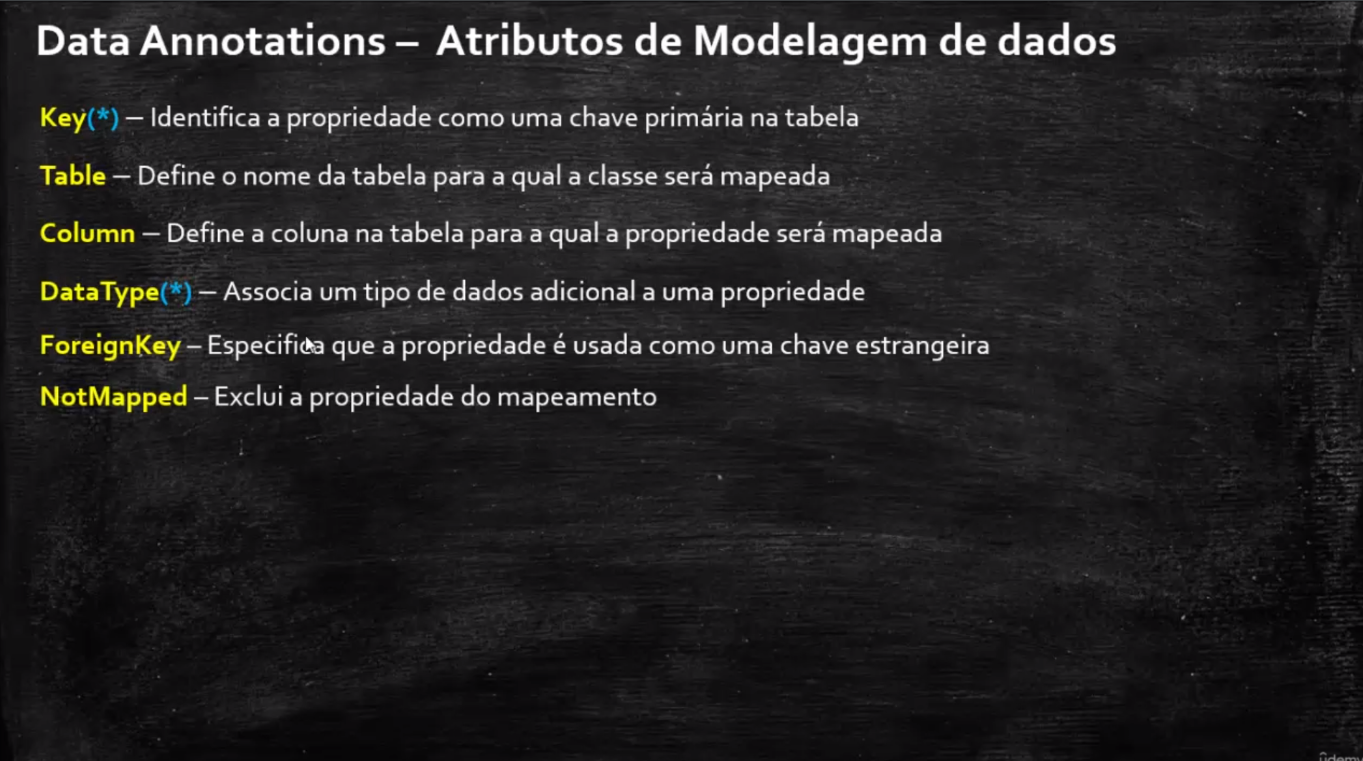 Data Annotations – Atributos de Modelagem de dados
Key(*) – Identifica a propriedade como uma chave primária na tabela
Table – Define o nome da tabela para a qual a classe será mapeada
Column – Define a coluna na tabela para a qual a propriedade será mapeada
DataType(*) – Associa um tipo de dados adicional a uma propriedade
ForeignKey – Especifica que a propriedade é usada como uma chave estrangeira
NotMapped – Exclui a propriedade do mapeamento